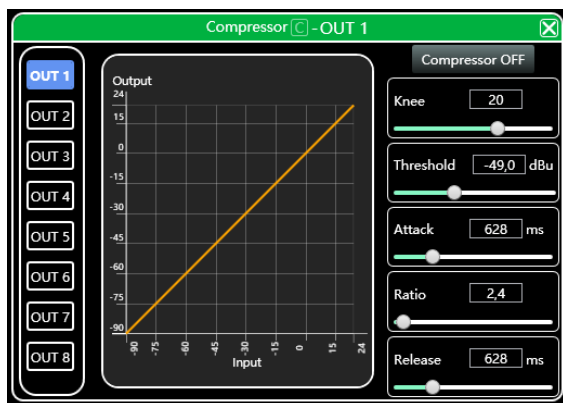 Compressor C -OUT 1
Compressor OFF
OUT 1
OUT 2
OUT 3
OUT 4
OUT 5
OUT 6
OUT 7
OUT 8
Output
24
15
0
-15
-30
-45
-60
-75
-90
-90 -75 -60 -45 -30 -15 0 15 24
Input
Knee 20
Threshold -49,0 dBu
Attack 628 ms
Ratio 2,4
Release 628 ms